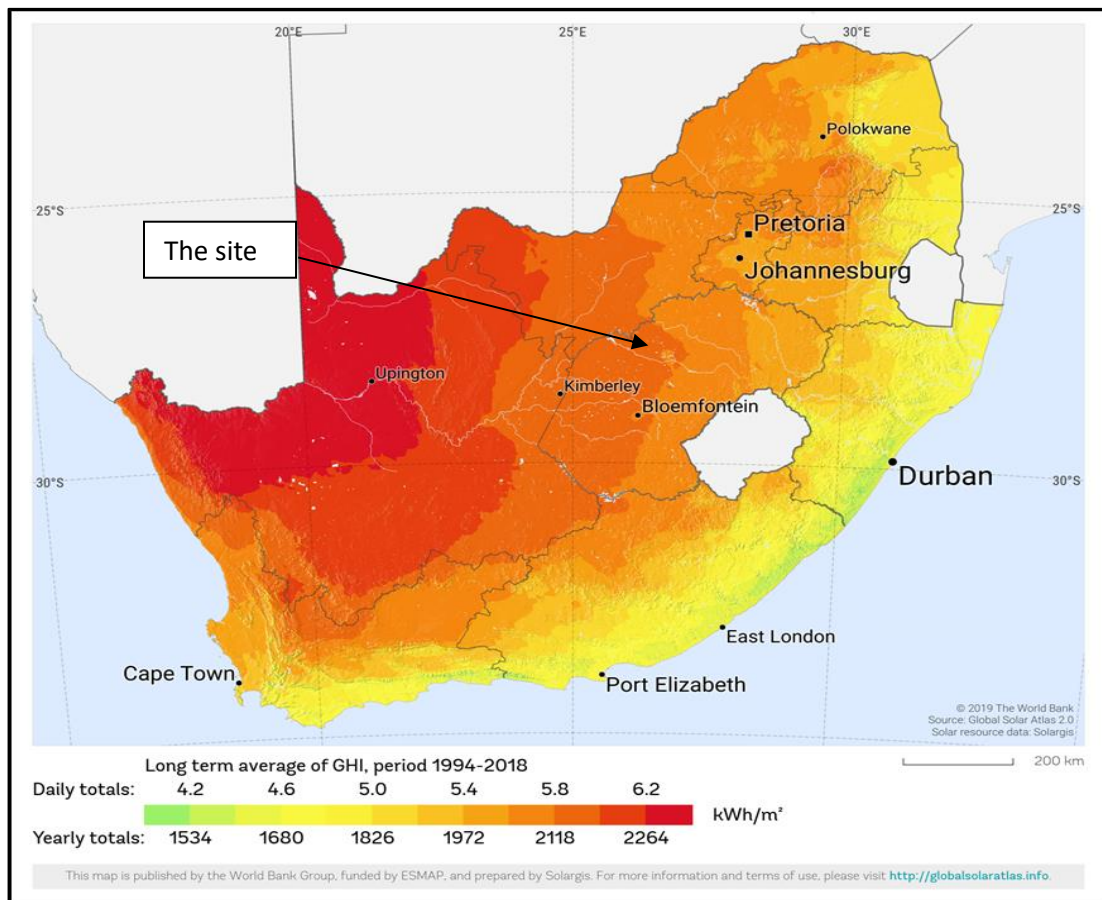 20°E 25°E 30°E
Polokwane
25°S 25°S
Pretoria
The site
Johannesburg
Upington
Kimberley
Bloemfontein
Durban
30°S 30°S
East London
Cape Town
Port Elizabeth
© 2019 The World Bank
Source: Global Solar Atlas 2.0
Solar resource data: Solargis
200 km
Long term average of GHI, period 1994-2018
Daily totals: 4.2 4.6 5.0 5.4 5.8 6.2
kWh/m²
Yearly totals: 1534 1680 1826 1972 2118 2264
This map is published by the World Bank Group, funded by ESMAP, and prepared by Solargis. For more information and terms of use, please visit http://globalsolaratlas.info.